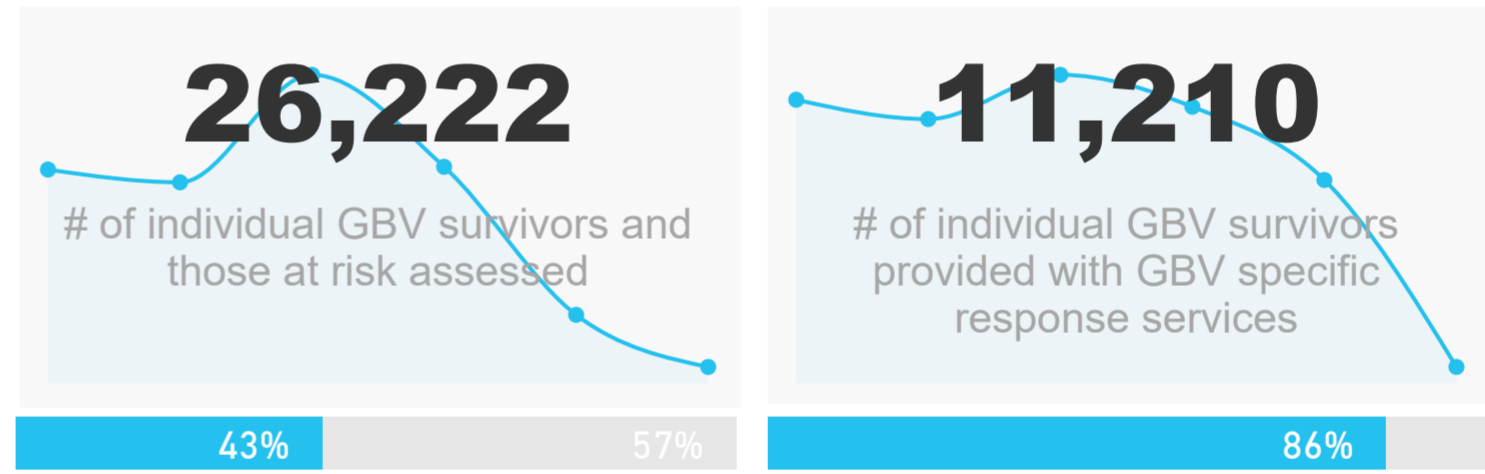 26,222
# of individual GBV survivors and
those at risk assessed
43%
57%
11,210
# of individual GBV survivors
provided with GBV specific
response services
86%